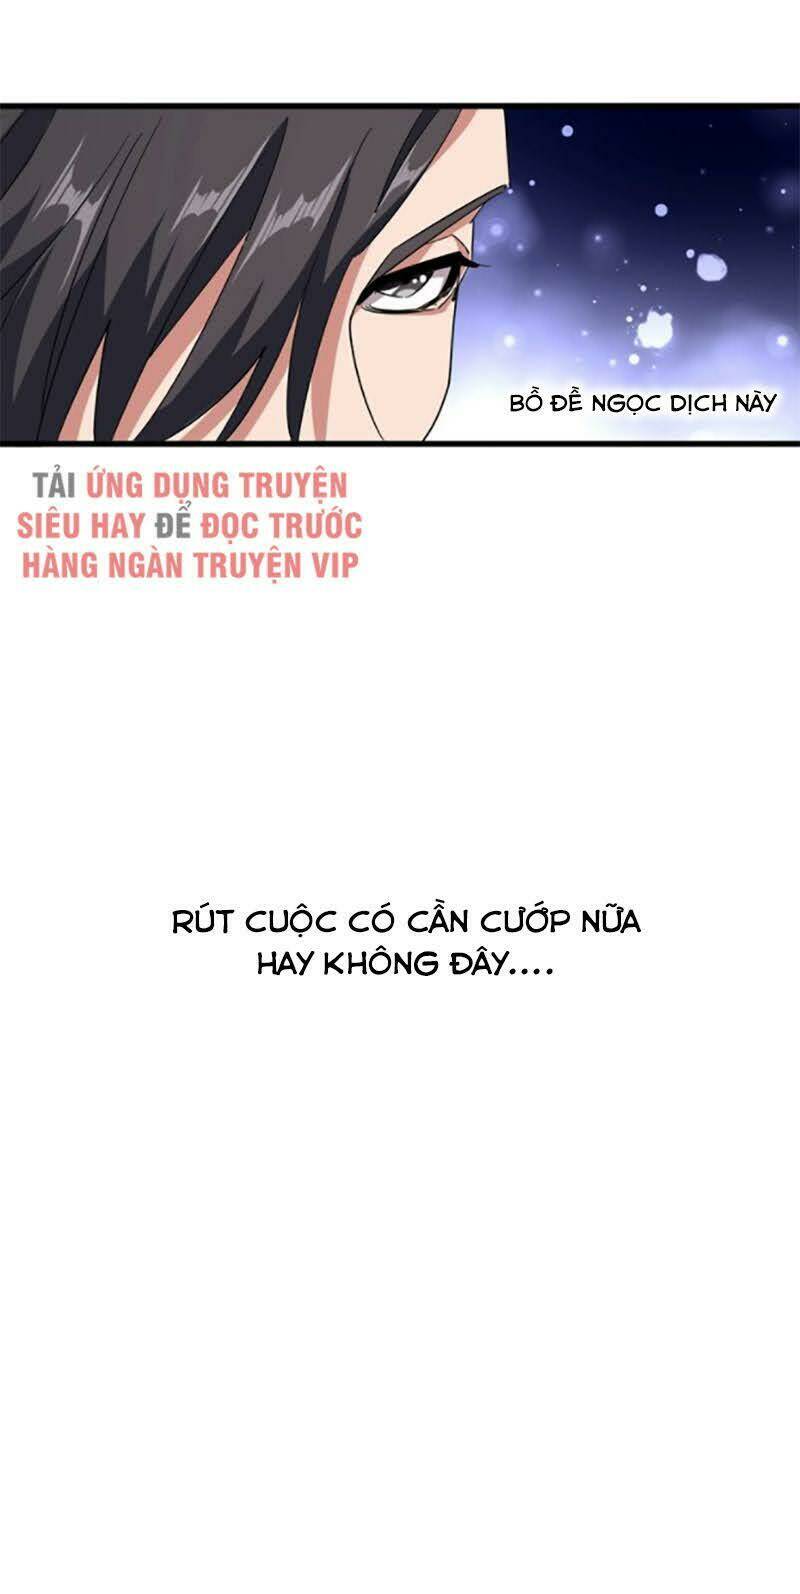 BỒ ĐỀ NGỌC DỊCH NÀY
TẢI ỨNG DỤNG TRUYỆN
SIÊU HAY ĐỂ ĐỌC TRƯỚC
HÀNG NGÀN TRUYỆN VIP
RÚT CUỘC CÓ CẦN CƯỚP NỮA
HAY KHÔNG ĐÂY....